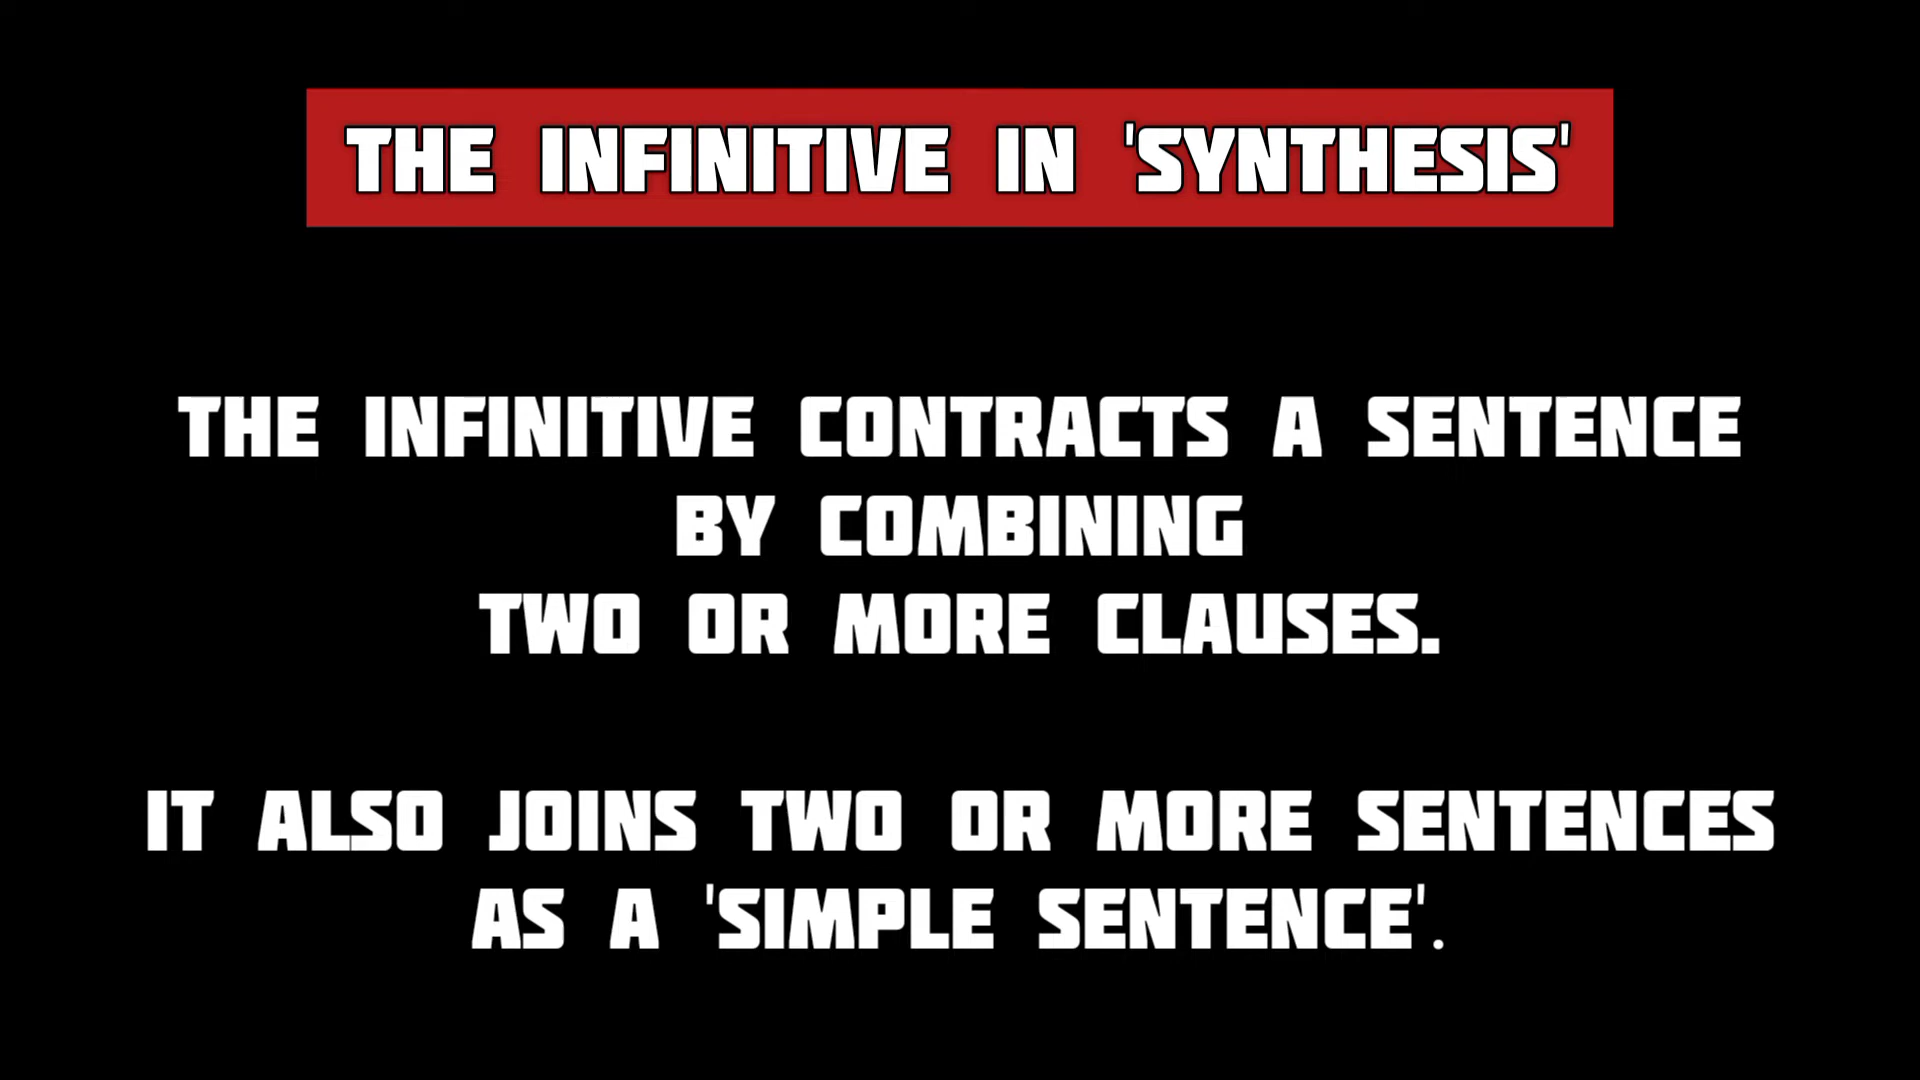 THE INFINITIVE IN 'SYNTHESIS'
THE INFINITIVE CONTRACTS A SENTENCE
BY COMBINING
TWO OR MORE CLAUSES.
IT ALSO JOINS TWO OR MORE SENTENCES
AS A 'SIMPLE SENTENCE'.